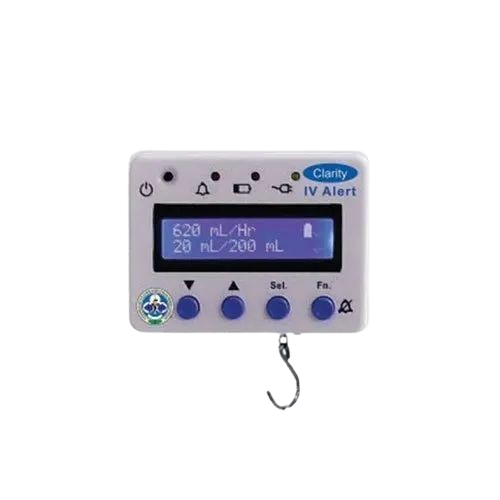 Clarity
IV Alert
620 mL/Hr
20 mL/200 mL
Sel.
Fn.